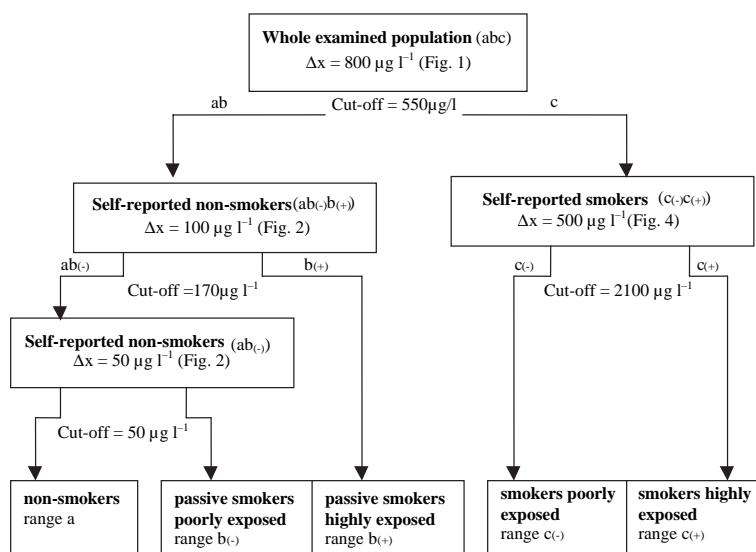 Whole examined population (abc)
Δx = 800 µg l⁻¹ (Fig. 1)
ab
Cut-off = 550µg/l
c
Self-reported non-smokers(ab(-)b(+))
Δx = 100 µg l⁻¹ (Fig. 2)
Self-reported smokers (c(-)c(+))
Δx = 500 µg l⁻¹(Fig. 4)
ab(-)
b(+)
Cut-off =170µg l⁻¹
c(-)
c(+)
Cut-off = 2100 µg l⁻¹
Self-reported non-smokers (ab(-))
Δx = 50 µg l⁻¹ (Fig. 2)
Cut-off = 50 µg l⁻¹
non-smokers
range a
passive smokers
poorly exposed
range b(-)
passive smokers
highly exposed
range b(+)
smokers poorly
exposed
range c(-)
smokers highly
exposed
range c(+)